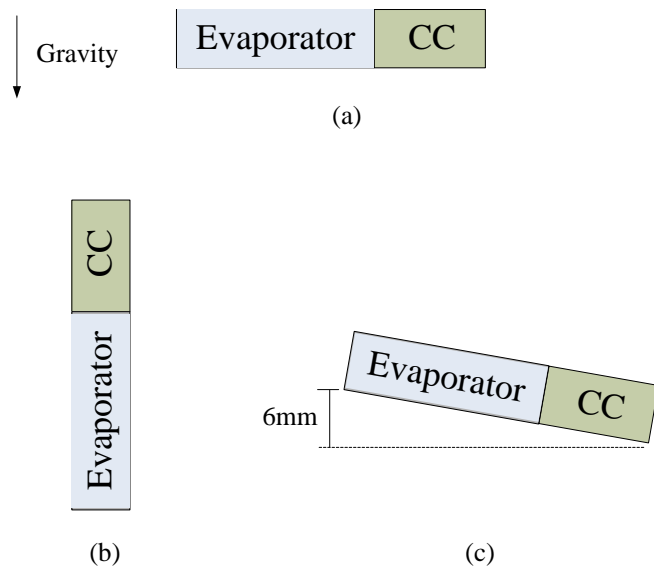 Gravity
Evaporator CC
(a)
CC
Evaporator
(b)
Evaporator CC
6mm
(c)